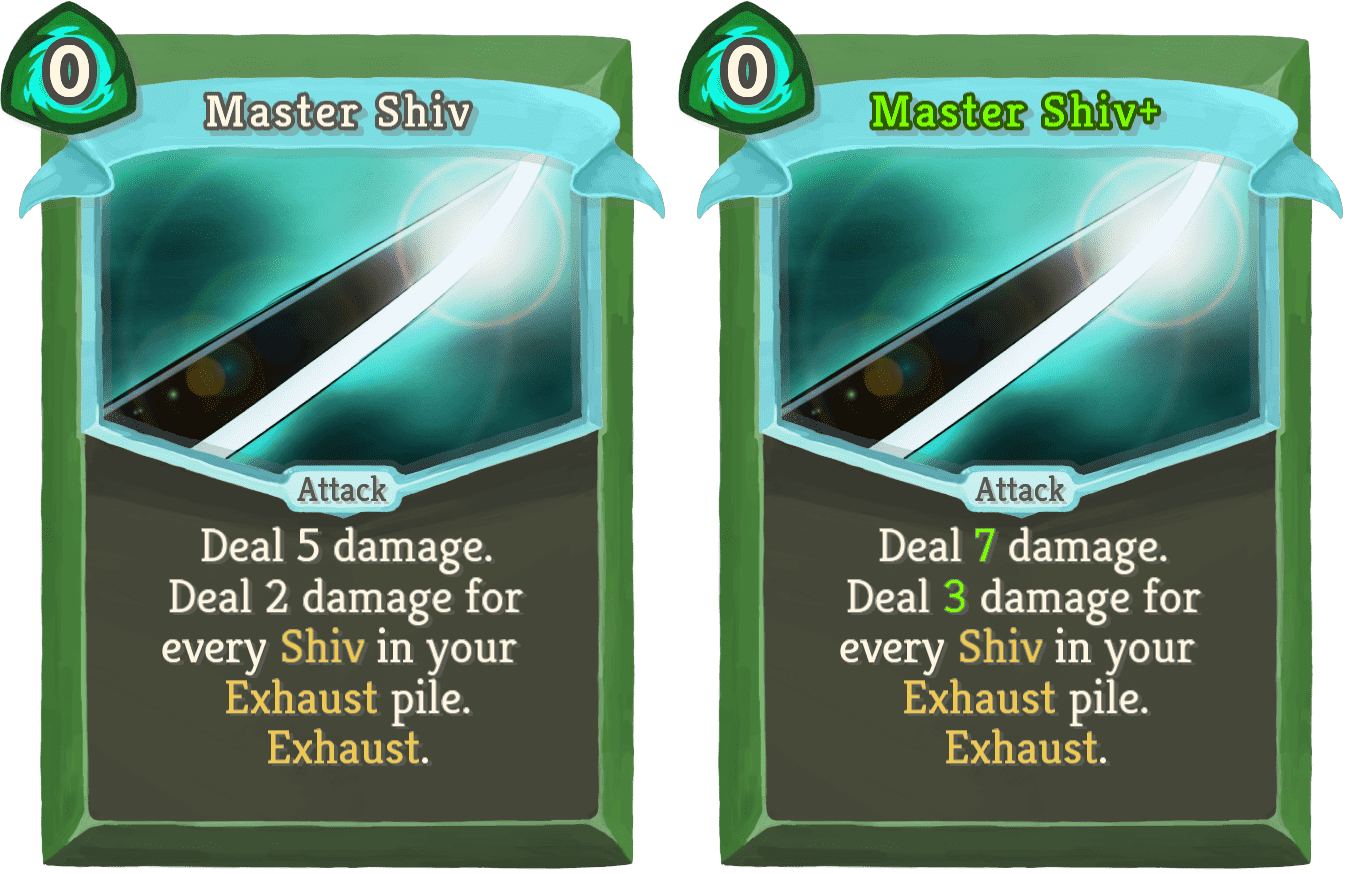 0
Master Shiv
Attack
Deal 5 damage.
Deal 2 damage for
every Shiv in your
Exhaust pile.
Exhaust.
0
Master Shiv+
Attack
Deal 7 damage.
Deal 3 damage for
every Shiv in your
Exhaust pile.
Exhaust.